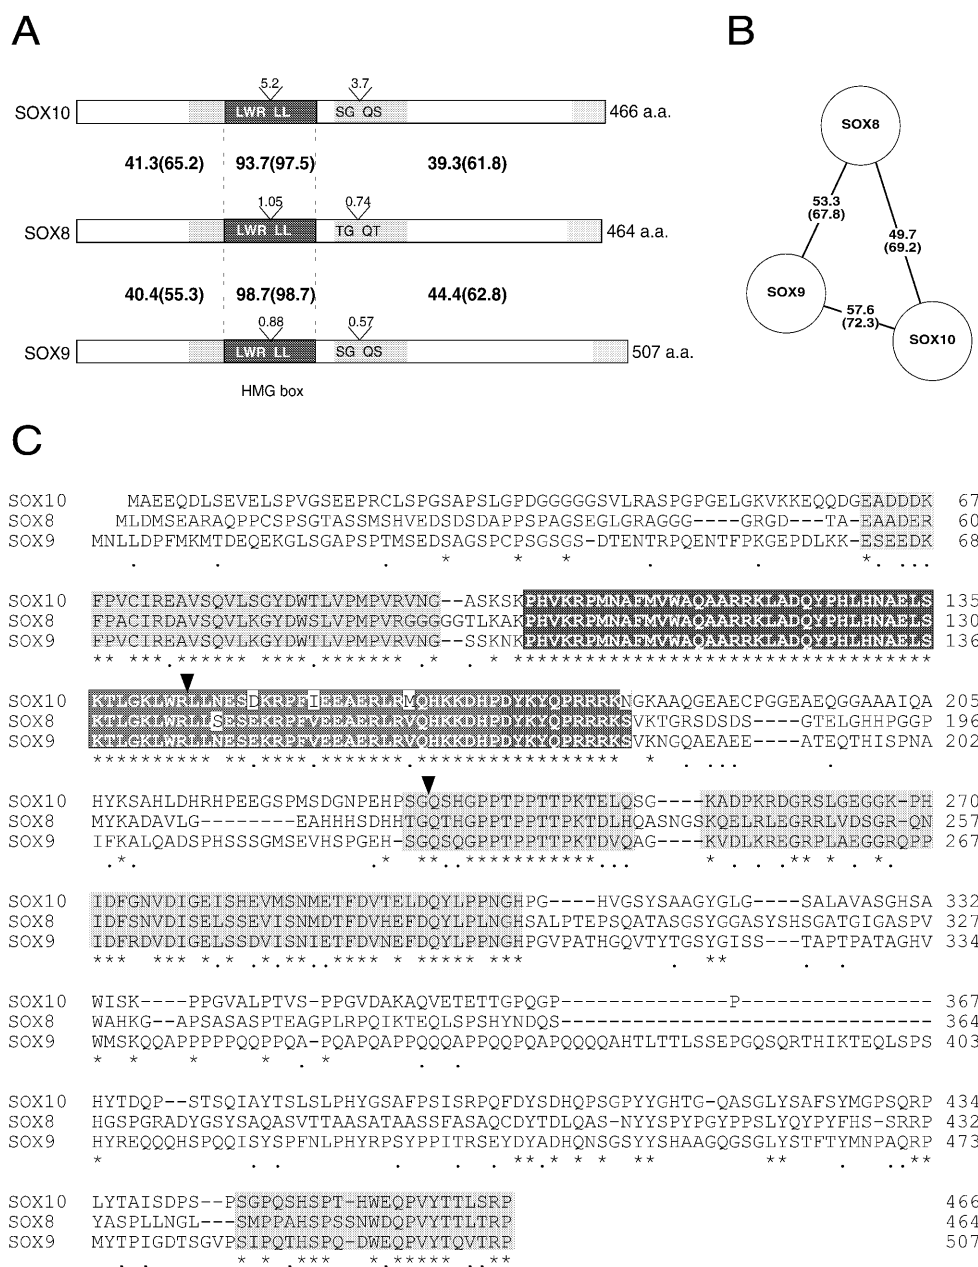 A
B
5.2 3.7
SOX10 LWR LL SG QS 466 a.a.
41.3(65.2) 93.7(97.5) 39.3(61.8)
1.05 0.74
SOX8 LWR LL TG QT 464 a.a.
40.4(55.3) 98.7(98.7) 44.4(62.8)
0.88 0.57
SOX9 LWR LL SG QS 507 a.a.
HMG box
SOX8
53.3
(67.8)
49.7
(69.2)
SOX9
57.6
(72.3)
SOX10
C
SOX10 MAEEQDLSEVELSPVGSEEPRCLSPGSAPSLGPDGGGGGSVLRASPGPGELGKVKKEQQDGEADDDK 67
SOX8 MLDMSEARAQPPCSPSGTASSMSHVEDSDSDAPPSPAGSEGLGRAGGG----GRGD---TA-EAADER 60
SOX9 MNLLDPFMKMTDEQEKGLSGAPSPTMSEDSAGSPCPSGSGS-DTENTRPQENTFPKGEPDLKK-ESEEDK 68
SOX10 FPVCIREAVSQVLSGYDWTLVPMPVRVNG--ASKSKPHVKRPMNAFMVWAQAARRKLADQYPHLHNAELS 135
SOX8 FPACIRDAVSQVLKGYDWSLVPMPVRGGGGGTLKAKPHVKRPMNAFMVWAQAARRKLADQYPHLHNAELS 130
SOX9 FPVCIREAVSQVLKGYDWTLVPMPVRVNG--SSKNKPHVKRPMNAFMVWAQAARRKLADQYPHLHNAELS 136
SOX10 KTLGKLWRLLNESDKRPFIEEAERLRMQHKKDHPDYKYQPRRRKNGKAAQGEAECPGGEAEQGGAAAIQA 205
SOX8 KTLGKLWRLLSESEKRPFVEEAERLRVQHKKDHPDYKYQPRRRKSVKTGRSDSDS----GTELGHHPGGP 196
SOX9 KTLGKLWRLLNESEKRPFVEEAERLRVQHKKDHPDYKYQPRRRKSVKNGQAEAEE----ATEQTHISPNA 202
SOX10 HYKSAHLDHRHPEEGSPMSDGNPEHPSGQSHGPPTPPTTPKTELQSG----KADPKRDGRSLGEGGK-PH 270
SOX8 MYKADAVLG--------EAHHHSDHHTGQTHGPPTPPTTPKTDLHQASNGSKQELRLEGRRLVDSGR-QN 257
SOX9 IFKALQADSPHSSSGMSEVHSPGEH-SGQSQGPPTPPTTPKTDVQAG----KVDLKREGRPLAEGGRQPP 267
SOX10 IDFGNVDIGEISHEVMSNMETFDVTELDQYLPPNGHPG-----HVGSYSAAGYGLG----SALAVASGHSA 332
SOX8 IDFSNVDISELSSDVISNMDTFDVHEFDQYLPLNGHSALPTEPSQATASGSYGGASYSHSGATGIGASPV 327
SOX9 IDFRDVDIGELSSDVISNIETFDVNEFDQYLPPNGHPGVPATHGQVTYTGSYGISS---TAPTPATAGHV 334
SOX10 WISK----PPGVALPTVS-PPGVDAKAQVETETTGPQGP--------------P---------------- 367
SOX8 WAHKG---APSASASPTEAGPLRPQIKTEQLSPSHYNDQS------------------------------- 364
SOX9 WMSKQQAPPPPPQQPPQA-PQAPQAPPQQQAPPQQPQAPQQQQAHTLTTLSSEPGQSQRTHIKTEQLSPS 403
SOX10 HYTDQP--STSQIAYTSLSLPHYGSAFPSISRPQFDYSDHQPSGPYYGHTG-QASGLYSAFSYMGPSQRP 434
SOX8 HGSPGRADYGSYSAQASVTTAASATAASSFASAQCDYTDLQAS-NYYSPYPGYPPSLYQYPYFHS-SRRP 432
SOX9 HYREQQQHSPQQISYSPFNLPHYRPSYPPITRSEYDYADHQNSGSYYSHAAGQGSGLYSTFTYMNPAQRP 473
SOX10 LYTAISDPS--PSGPQSHSPT-HWEQPVYTTLSRP 466
SOX8 YASPLLNGL---SMPPAHSPSSNWDQPVYTTLTRP 464
SOX9 MYTPIGDTSGVPSIPQTHSPQ-DWEQPVYTQVTRP 507